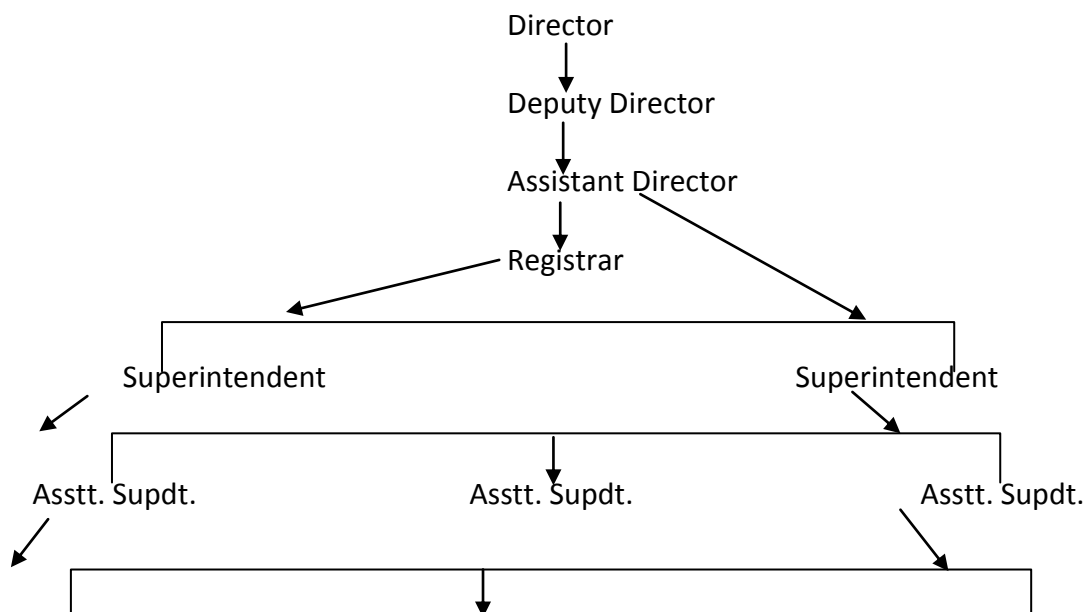 Director
Deputy Director
Assistant Director
Registrar
Superintendent Superintendent
Asstt. Supdt. Asstt. Supdt. Asstt. Supdt.